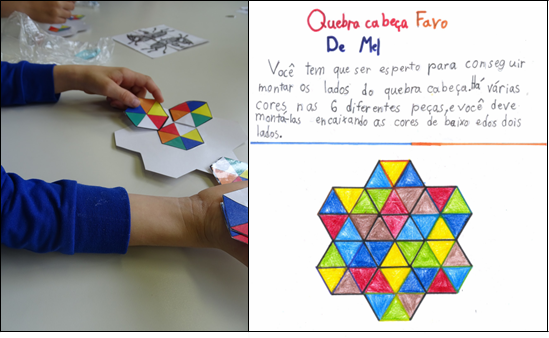 Quebra cabeça Favo
De Mel
Você tem que ser esperto para conseguir
montar os lados do quebra cabeça. Há várias
cores nas 6 diferentes peças, e você deve
montá-las encaixando as cores de baixo e dos dois
lados.